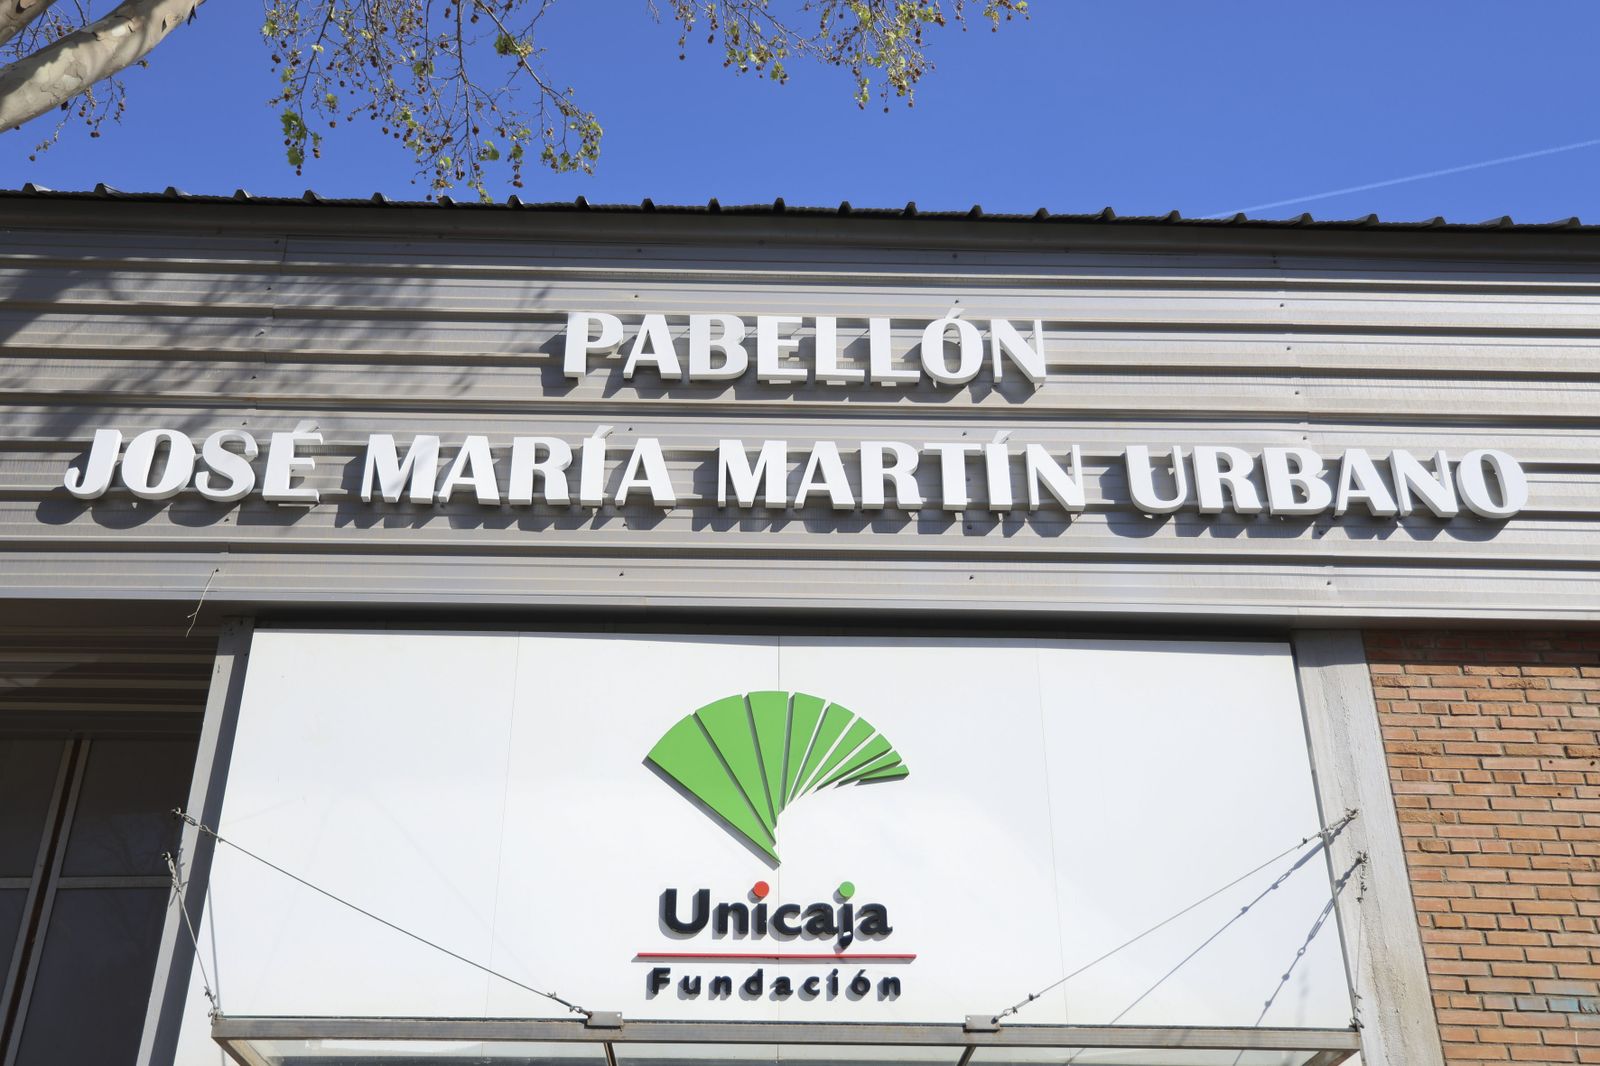 PABELLÓN
JOSÉ MARÍA MARTÍN URBANO
Unicaja
Fundación